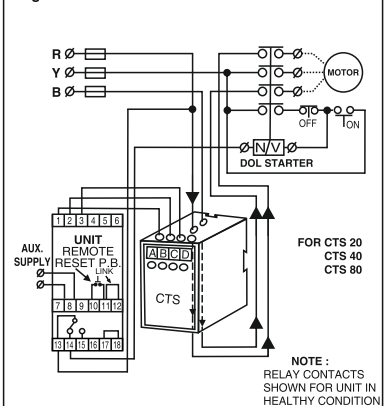 R
Y
B
MOTOR
OFF
ON
N/V
DOL STARTER
1 2 3 4 5 6
UNIT
REMOTE
RESET P.B.
LINK
AUX.
SUPPLY
7 8 9 10 11 12
13 14 15 16 17 18
A B C D
CTS
FOR CTS 20
CTS 40
CTS 80
NOTE :
RELAY CONTACTS
SHOWN FOR UNIT IN
HEALTHY CONDITION